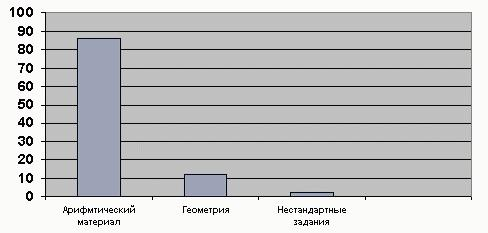 100
90
80
70
60
50
40
30
20
10
0
Арифмтический
материал
Геометрия
Нестандартные
задания